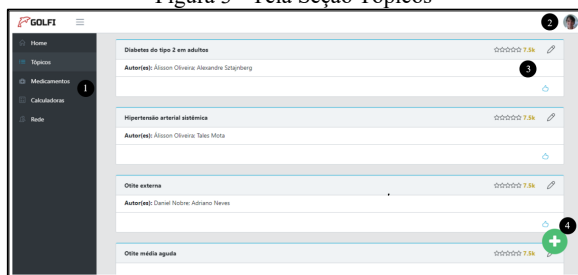 Figura 5 - Tela Seção Tópicos
GOLFI
2
Home
Tópicos
Medicamentos
1
Calculadoras
Rede
Diabetes do tipo 2 em adultos
7.5k
Autor(es): Álisson Oliveira: Alexandre Sztajnberg
3
Hipertensão arterial sistêmica
7.5k
Autor(es): Álisson Oliveira: Tales Mota
Otite externa
7.5k
Autor(es): Daniel Nobre: Adriano Neves
4
Otite média aguda
7.5k